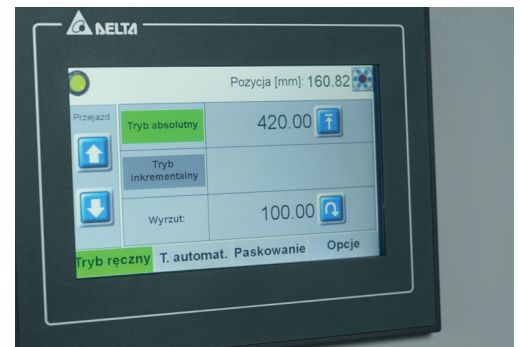 DELTA
Pozycja [mm]: 160.82
Przejazd
Tryb absolutny 420.00
Tryb
inkrementalny
Wyrzut: 100.00
Tryb ręczny T. automat. Paskowanie Opcje